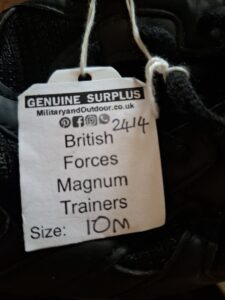 GENUINE SURPLUS
MilitaryandOutdoor.co.uk
2414
British
Forces
Magnum
Trainers
Size: 10M